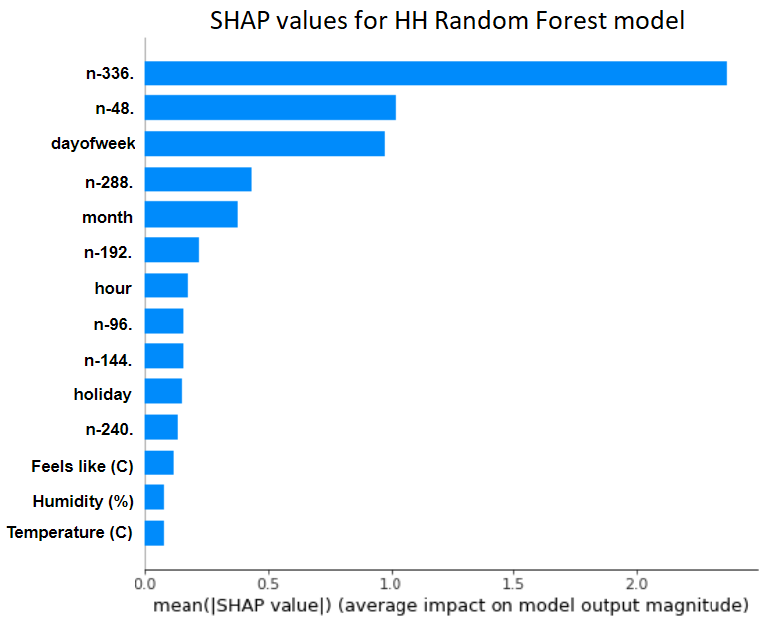 SHAP values for HH Random Forest model
n-336.
n-48.
dayofweek
n-288.
month
n-192.
hour
n-96.
n-144.
holiday
n-240.
Feels like (C)
Humidity (%)
Temperature (C)
0.0 0.5 1.0 1.5 2.0
mean(|SHAP value|) (average impact on model output magnitude)